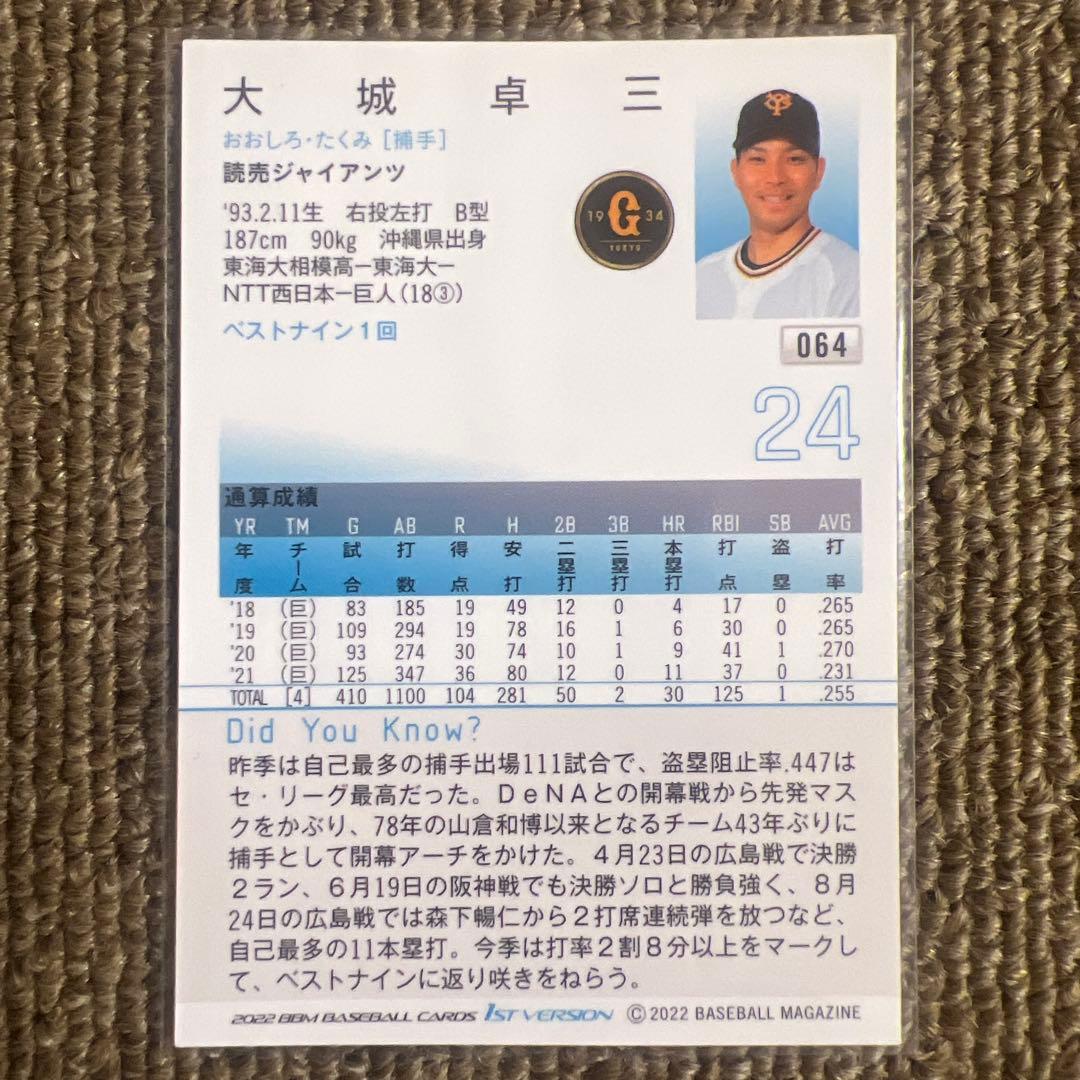 大城卓三
おおしろ・たくみ [捕手]
読売ジャイアンツ
'93.2.11生 右投左打 B型
187cm 90kg 沖縄県出身
東海大相模高ー東海大ー
NTT西日本ー巨人(18③)
ベストナイン1回
19 G 34
TOKYO
064
24
通算成績
YR TM G AB R H 2B 3B HR RBI SB AVG
年度 チーム 試合 打数 得点 安打 二塁打 三塁打 本塁打 打点 盗塁 打率
'18 (巨) 83 185 19 49 12 0 4 17 0 .265
'19 (巨) 109 294 19 78 16 1 6 30 0 .265
'20 (巨) 93 274 30 74 10 1 9 41 1 .270
'21 (巨) 125 347 36 80 12 0 11 37 0 .231
TOTAL [4] 410 1100 104 281 50 2 30 125 1 .255
Did You Know?
昨季は自己最多の捕手出場111試合で、盗塁阻止率.447は
セ・リーグ最高だった。DeNAとの開幕戦から先発マス
クをかぶり、78年の山倉和博以来となるチーム43年ぶりに
捕手として開幕アーチをかけた。4月23日の広島戦で決勝
2ラン、6月19日の阪神戦でも決勝ソロと勝負強く、8月
24日の広島戦では森下暢仁から2打席連続弾を放つなど、
自己最多の11本塁打。今季は打率2割8分以上をマークし
て、ベストナインに返り咲きをねらう。
2022 BBM BASEBALL CARDS 1ST VERSION © 2022 BASEBALL MAGAZINE